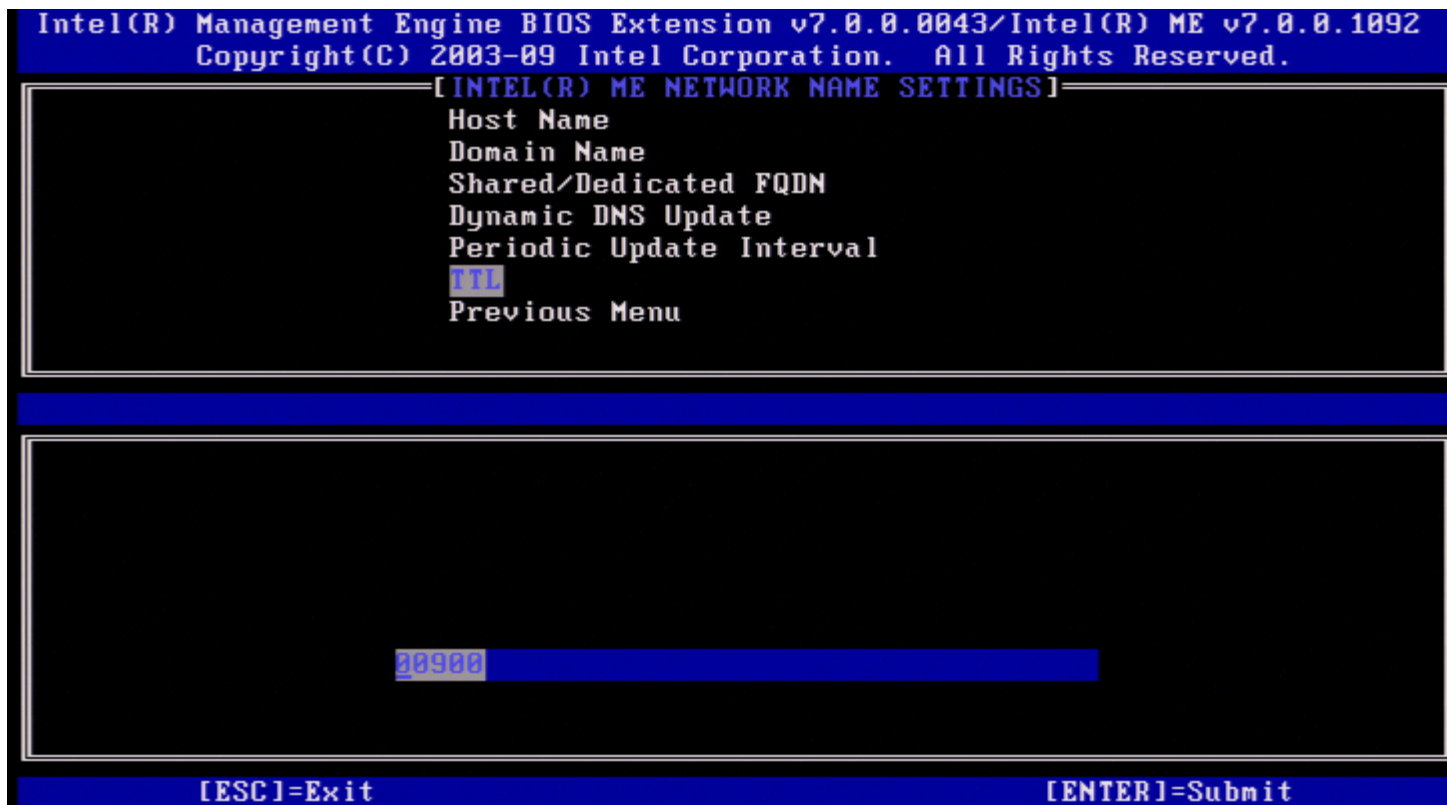 Intel(R) Management Engine BIOS Extension v7.0.0.0043/Intel(R) ME v7.0.0.1092
Copyright(C) 2003-09 Intel Corporation. All Rights Reserved.
[INTEL(R) ME NETWORK NAME SETTINGS]
Host Name
Domain Name
Shared/Dedicated FQDN
Dynamic DNS Update
Periodic Update Interval
TTL
Previous Menu
00900
[ESC]=Exit [ENTER]=Submit